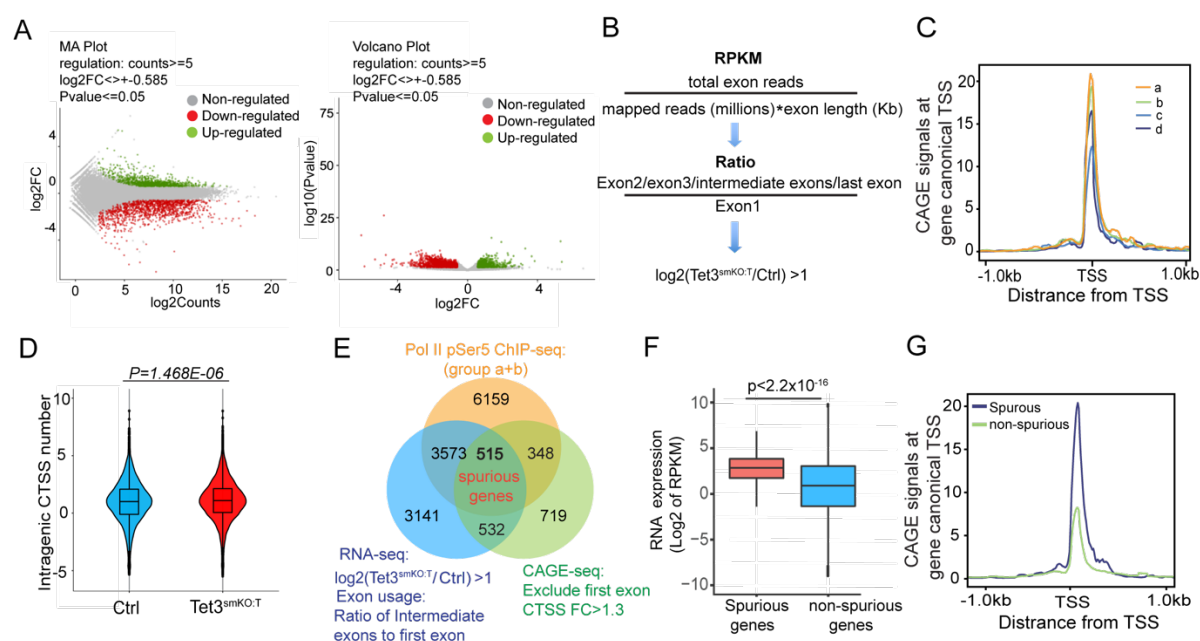 A
MA Plot
regulation: counts>=5
log2FC<>+-0.585
Pvalue<=0.05
Non-regulated
Down-regulated
Up-regulated
log2FC
4
0
-4
0
5
10
15
20
log2Counts
Volcano Plot
regulation: counts>=5
log2FC<>+-0.585
Pvalue<=0.05
Non-regulated
Down-regulated
Up-regulated
log10(Pvalue)
75
50
25
0
-4
0
4
log2FC
B
RPKM
total exon reads
mapped reads (millions)*exon length (Kb)
Ratio
Exon2/exon3/intermediate exons/last exon
Exon1
log2(Tet3smKO:T/Ctrl) >1
C
CAGE signals at
gene canonical TSS
20
15
10
5
0
a
b
c
d
-1.0kb
TSS
1.0kb
Distrance from TSS
D
P=1.468E-06
Intragenic CTSS number
10
5
0
-5
Ctrl
Tet3smKO:T
E
Pol II pSer5 ChIP-seq:
(group a+b)
6159
3573
515
348
spurious
genes
3141
532
719
RNA-seq:
log2(Tet3smKO:T/Ctrl) >1
Exon usage:
Ratio of Intermediate
exons to first exon
CAGE-seq:
Exclude first exon
CTSS FC>1.3
F
p<2.2x10-16
RNA expression
(Log2 of RPKM)
10
5
0
-5
-10
Spurious
genes
non-spurious
genes
G
CAGE signals at
gene canonical TSS
20
15
10
5
0
Spurous
non-spurious
-1.0kb
TSS
1.0kb
Distrance from TSS